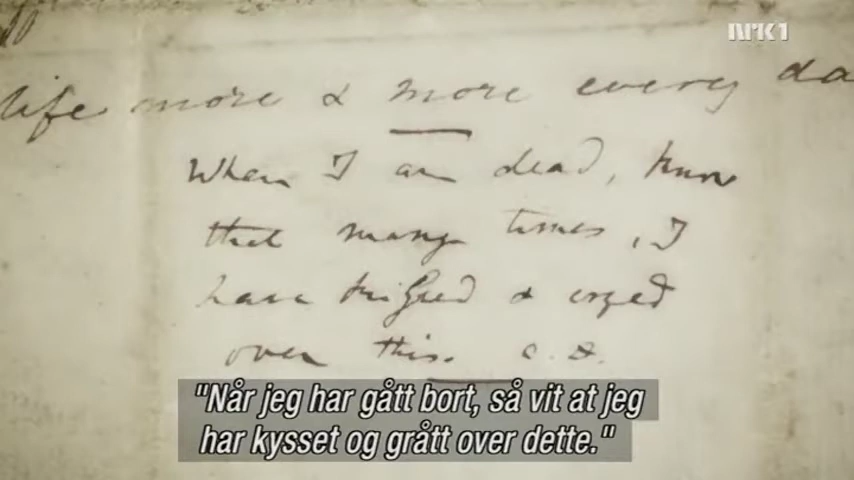 NRK1
life more & more every da
When I am dead, know
that many times, I
have kissed & cryed
over this. C. D.
"Når jeg har gått bort, så vit at jeg
har kysset og grått over dette."